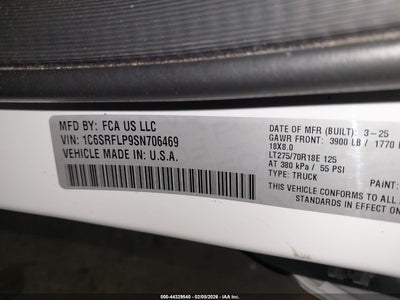 MFD BY: FCA US LLC
VIN: 1C6SRFLP9SN706469
VEHICLE MADE IN U.S.A.
DATE OF MFR (BUILT): 3-25
GAWR FRONT: 3900 LB / 1770
18X8.0
LT275/70R18E 125
AT 380 kPa / 55 PSI
TYPE: TRUCK
PAINT:
THIS VEHICLE CONFORMS TO ALL
STANDARDS IN EFFECT ON
000-44329540 - 02/05/2026 - IAA Inc.